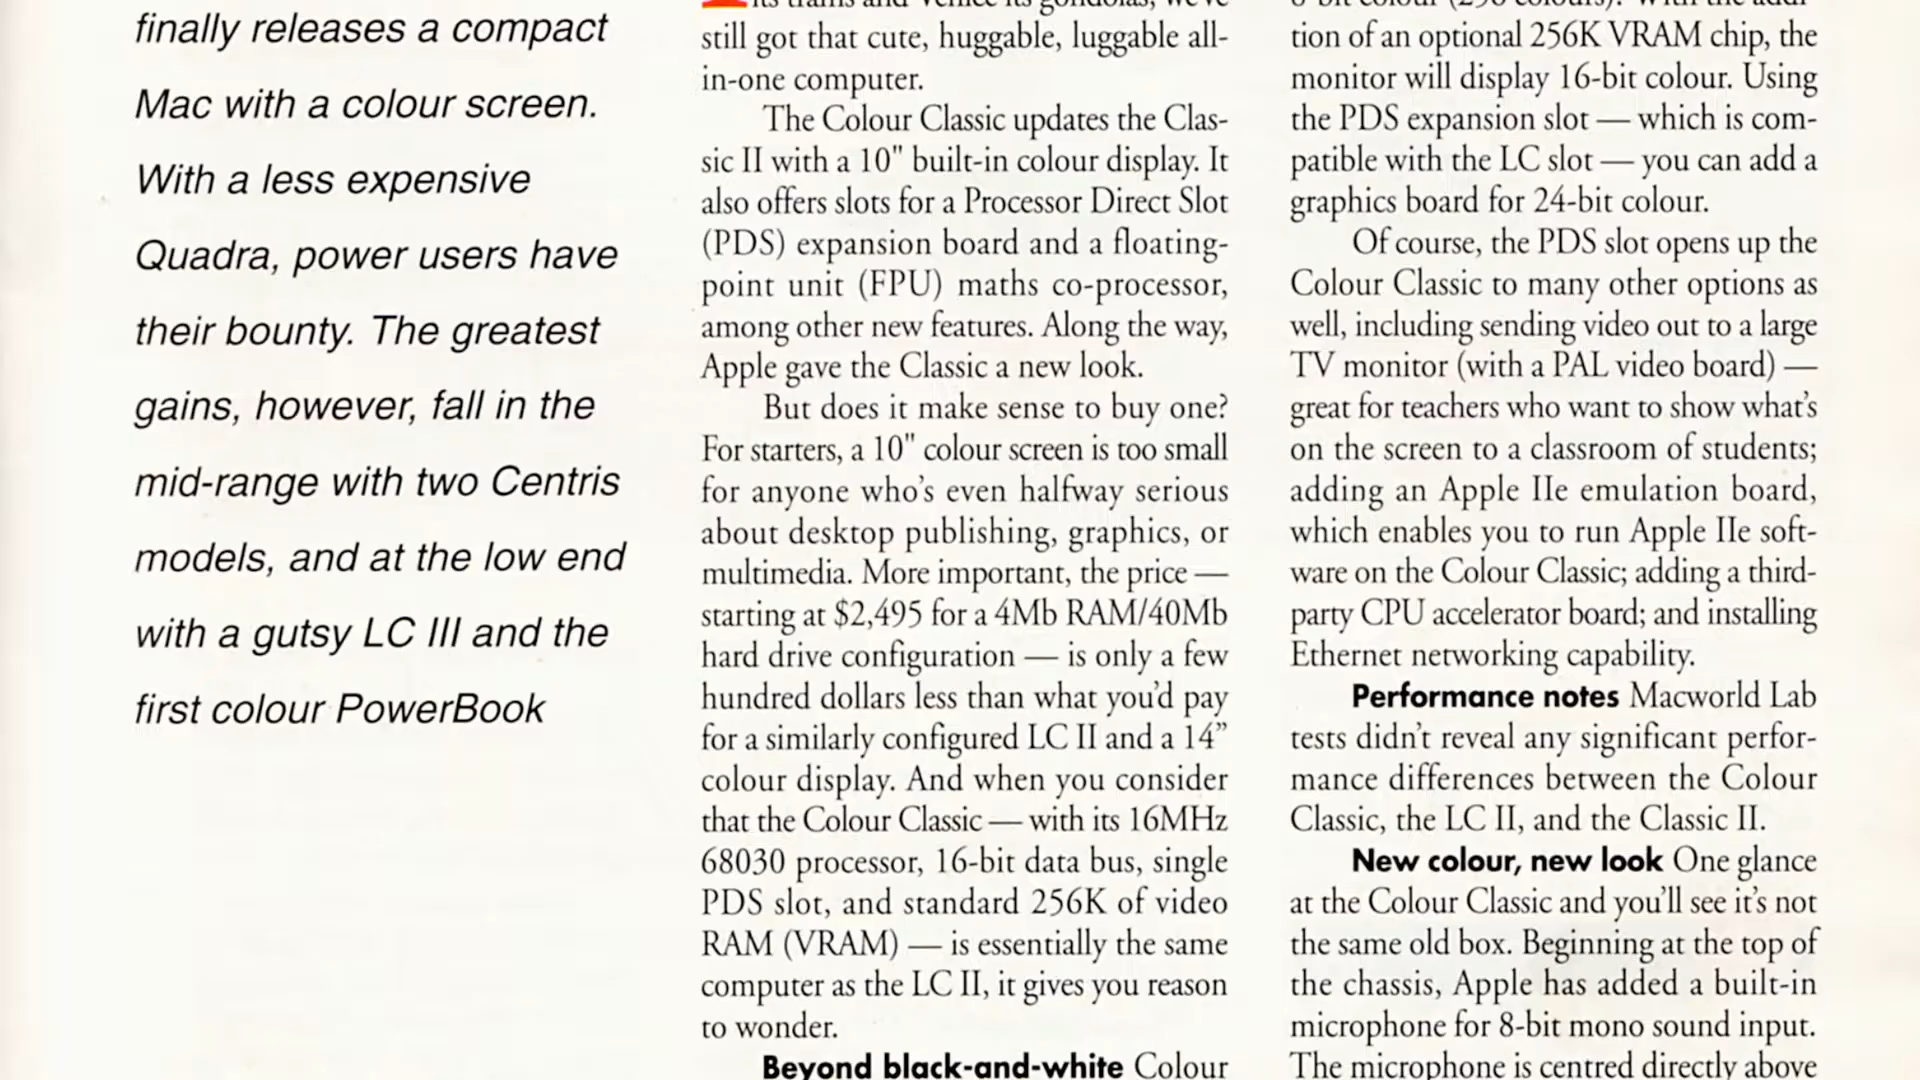 finally releases a compact
Mac with a colour screen.
With a less expensive
Quadra, power users have
their bounty. The greatest
gains, however, fall in the
mid-range with two Centris
models, and at the low end
with a gutsy LC III and the
first colour PowerBook
its trams and Venice its gondolas, we've
still got that cute, huggable, luggable all-
in-one computer.
The Colour Classic updates the Clas-
sic II with a 10" built-in colour display. It
also offers slots for a Processor Direct Slot
(PDS) expansion board and a floating-
point unit (FPU) maths co-processor,
among other new features. Along the way,
Apple gave the Classic a new look.
But does it make sense to buy one?
For starters, a 10" colour screen is too small
for anyone who's even halfway serious
about desktop publishing, graphics, or
multimedia. More important, the price —
starting at $2,495 for a 4Mb RAM/40Mb
hard drive configuration — is only a few
hundred dollars less than what you'd pay
for a similarly configured LC II and a 14”
colour display. And when you consider
that the Colour Classic — with its 16MHz
68030 processor, 16-bit data bus, single
PDS slot, and standard 256K of video
RAM (VRAM) — is essentially the same
computer as the LC II, it gives you reason
to wonder.
Beyond black-and-white Colour
8-bit colour (256 colours). With the addi-
tion of an optional 256K VRAM chip, the
monitor will display 16-bit colour. Using
the PDS expansion slot — which is com-
patible with the LC slot — you can add a
graphics board for 24-bit colour.
Of course, the PDS slot opens up the
Colour Classic to many other options as
well, including sending video out to a large
TV monitor (with a PAL video board) —
great for teachers who want to show what's
on the screen to a classroom of students;
adding an Apple IIe emulation board,
which enables you to run Apple IIe soft-
ware on the Colour Classic; adding a third-
party CPU accelerator board; and installing
Ethernet networking capability.
Performance notes Macworld Lab
tests didn't reveal any significant perfor-
mance differences between the Colour
Classic, the LC II, and the Classic II.
New colour, new look One glance
at the Colour Classic and you'll see it's not
the same old box. Beginning at the top of
the chassis, Apple has added a built-in
microphone for 8-bit mono sound input.
The microphone is centred directly above